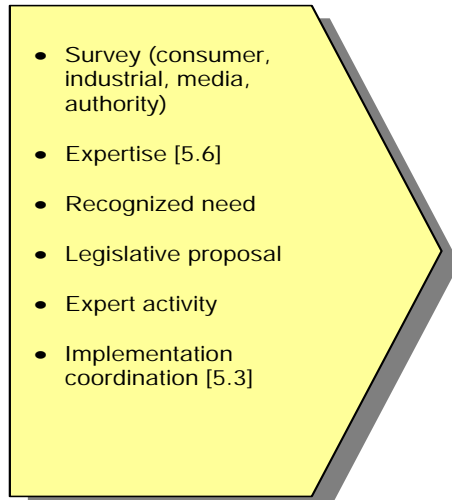 • Survey (consumer,
industrial, media,
authority)
• Expertise [5.6]
• Recognized need
• Legislative proposal
• Expert activity
• Implementation
coordination [5.3]